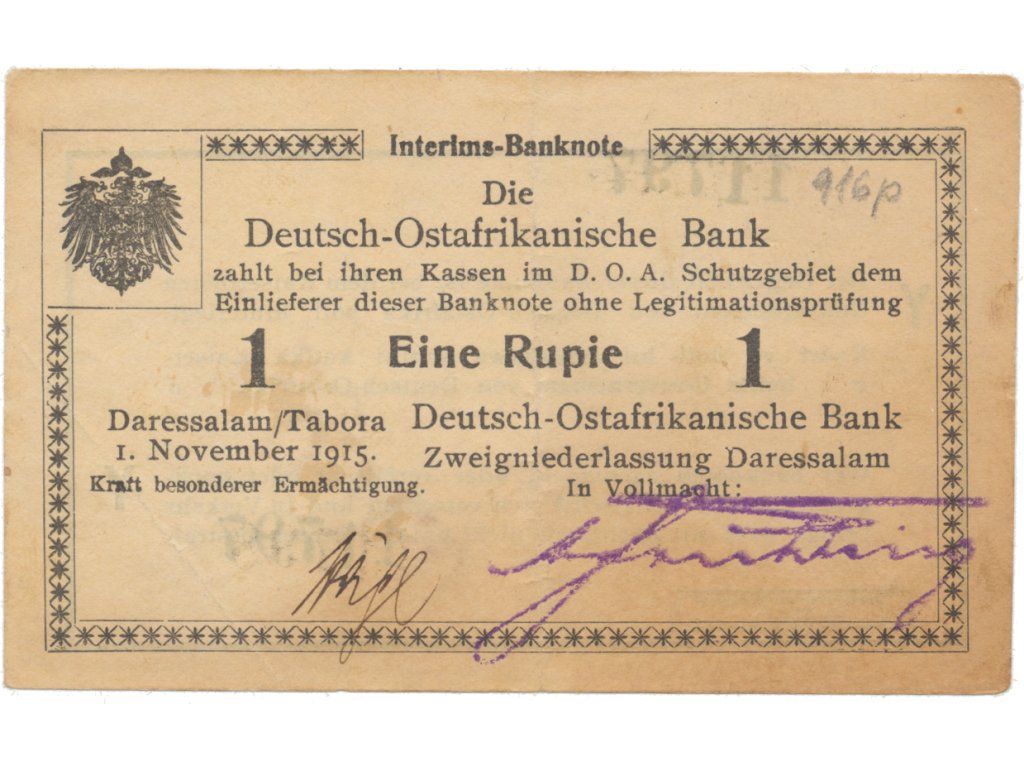 Interims-Banknote
916p
Die
Deutsch-Ostafrikanische Bank
zahlt bei ihren Kassen im D. O. A. Schutzgebiet dem
Einlieferer dieser Banknote ohne Legitimationsprüfung
1 Eine Rupie 1
Daressalam/Tabora
1. November 1915.
Kraft besonderer Ermächtigung.
Deutsch-Ostafrikanische Bank
Zweigniederlassung Daressalam
In Vollmacht: